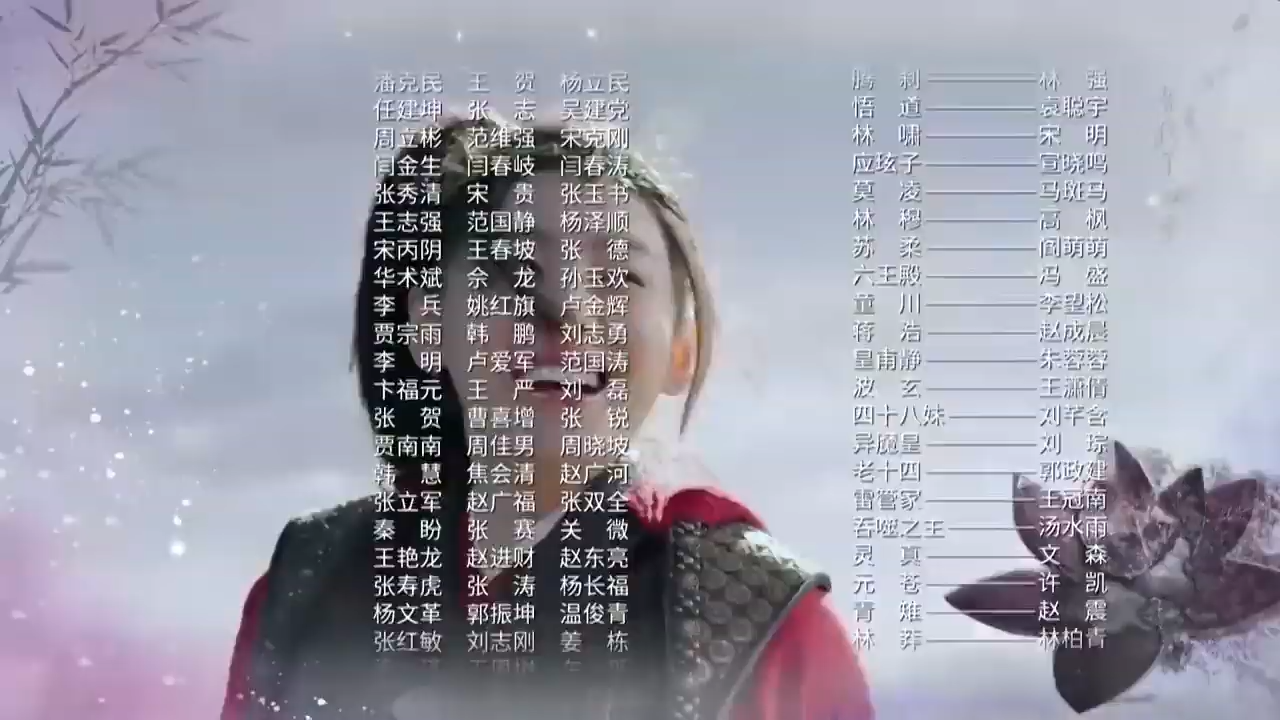 潘克民 王贺 杨立民
任建坤 张志 吴建党
周立彬 范维强 宋克刚
闫金生 闫春岐 闫春涛
张秀清 宋贵 张玉书
王志强 范国静 杨泽顺
宋丙阴 王春坡 张德
华术斌 佘龙 孙玉欢
李兵 姚红旗 卢金辉
贾宗雨 韩鹏 刘志勇
李明 卢爱军 范国涛
卞福元 王严 刘磊
张贺 曹喜增 张锐
贾南南 周佳男 周晓坡
韩慧 焦会清 赵广河
张立军 赵广福 张双全
秦盼 张赛 关微
王艳龙 赵进财 赵东亮
张寿虎 张涛 杨长福
杨文革 郭振坤 温俊青
张红敏 刘志刚 姜栋
腾利 林强
悟道 袁聪宇
林啸 宋明
应玹子 宣晓鸣
莫凌 马斑马
林穆 高枫
苏柔 阎萌萌
六王殿 冯盛
童川 李望松
蒋浩 赵成晨
皇甫静 朱蓉蓉
波玄 王潇倩
四十八妹 刘芊含
异魔皇 刘琮
老十四 郭政建
雷管家 王冠南
吞噬之王 汤水雨
灵真 文森
元苍 许凯
青雉 赵震
林莽 林柏青